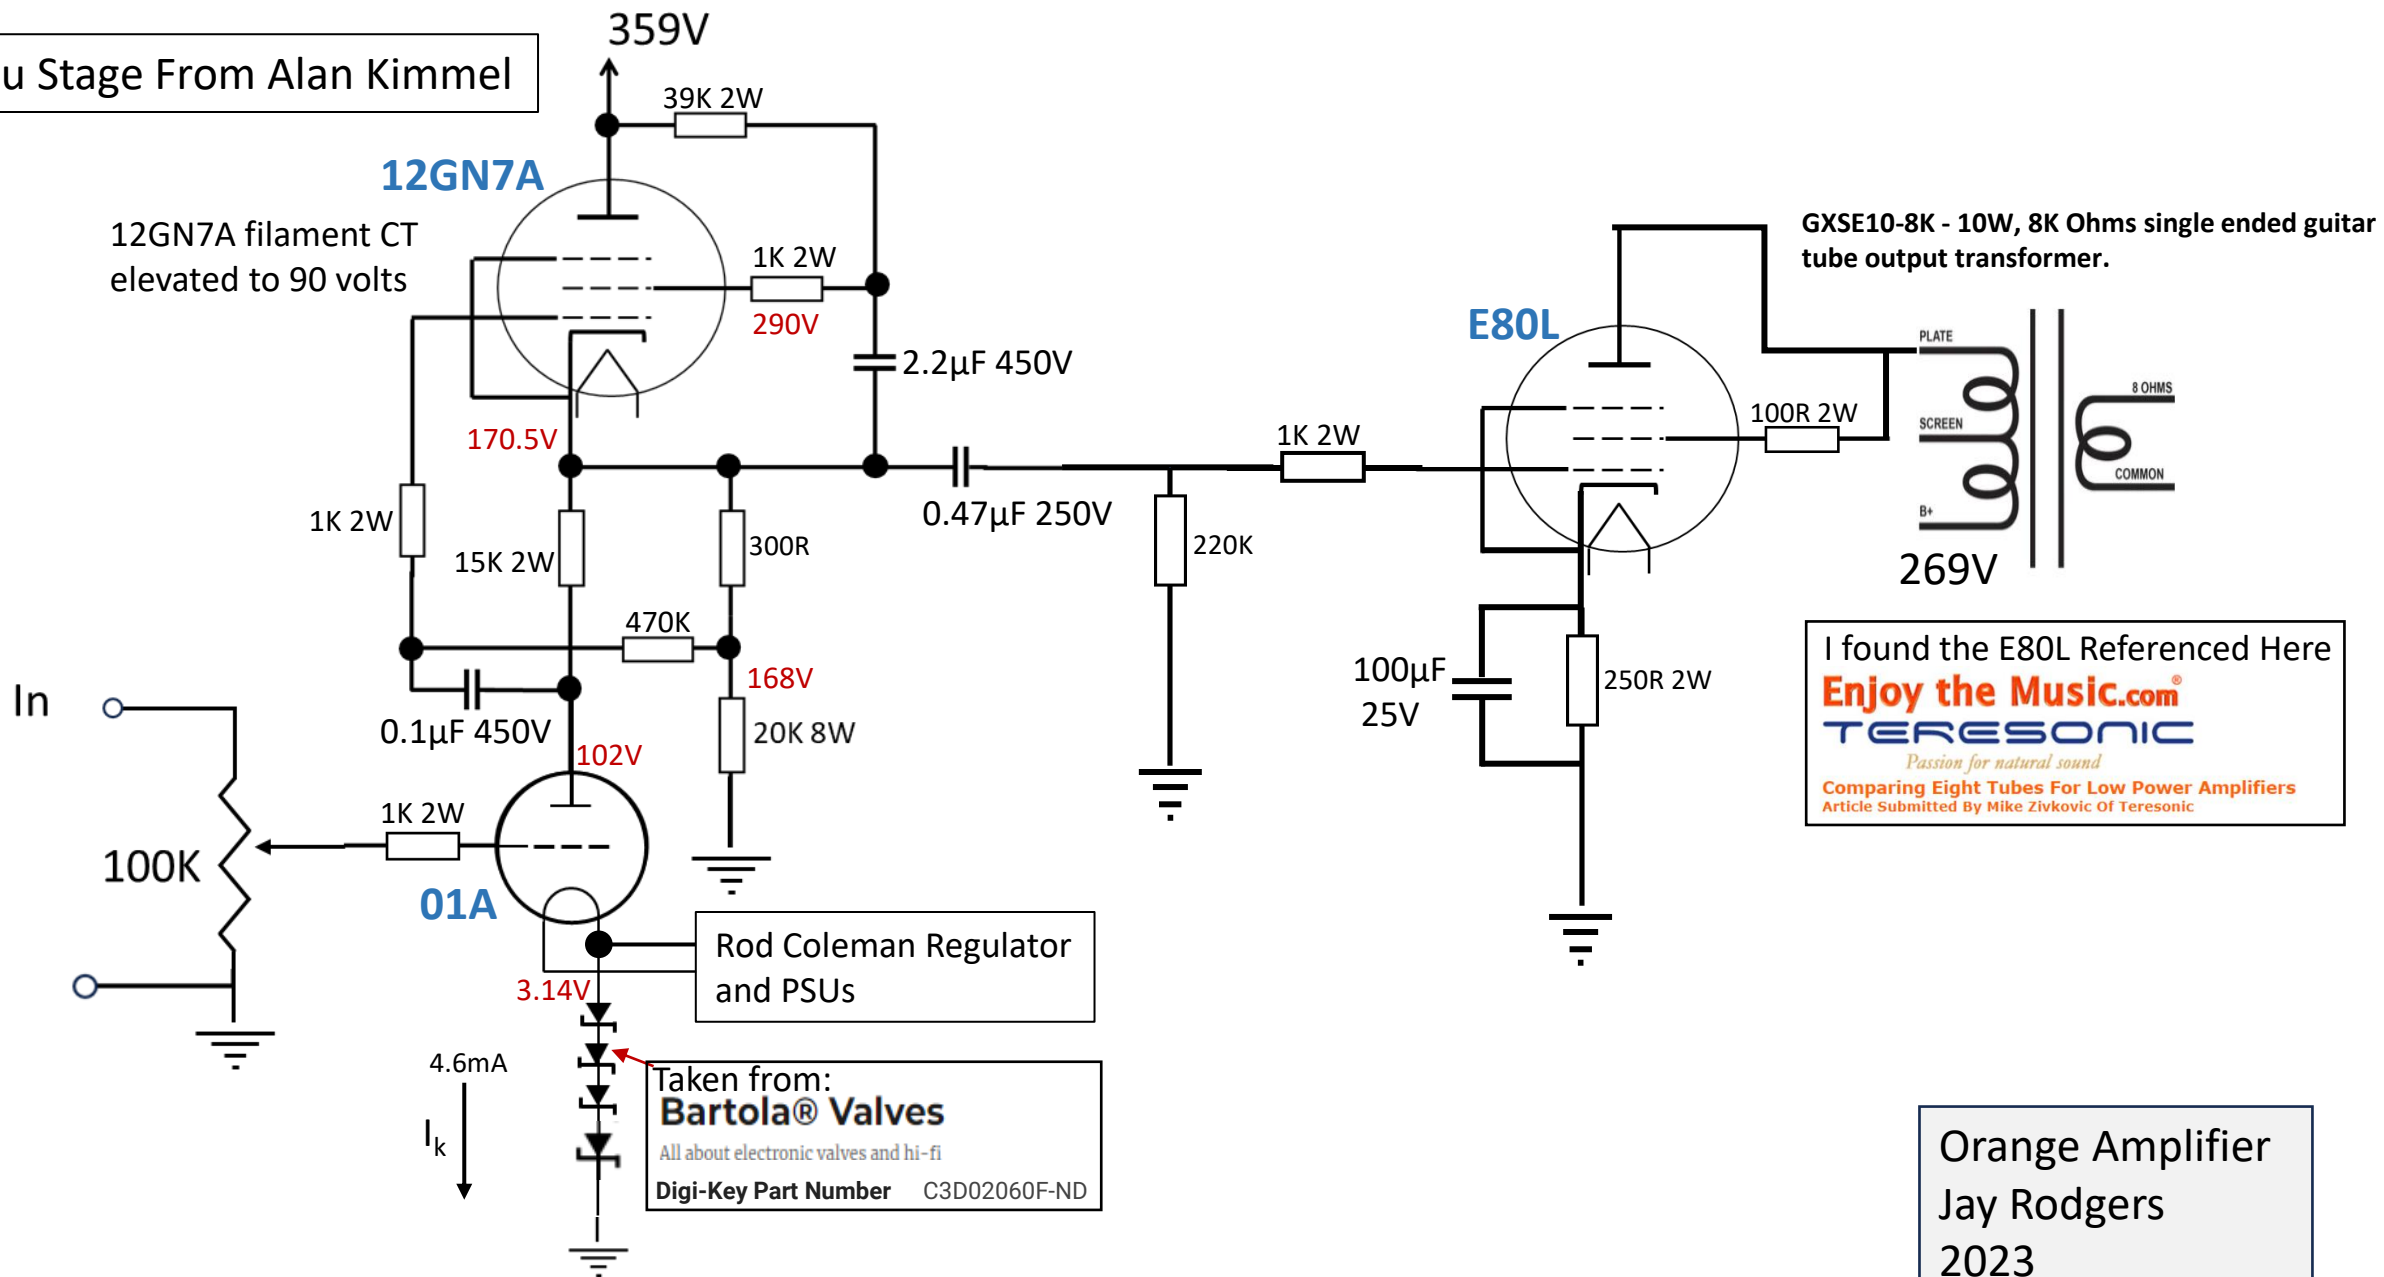 359V
u Stage From Alan Kimmel
39K 2W
12GN7A
12GN7A filament CT
elevated to 90 volts
1K 2W
290V
2.2µF 450V
170.5V
1K 2W
15K 2W
300R
470K
168V
0.1µF 450V
20K 8W
102V
0.47µF 250V
220K
1K 2W
E80L
100R 2W
GXSE10-8K - 10W, 8K Ohms single ended guitar
tube output transformer.
PLATE
SCREEN
B+
8 OHMS
COMMON
269V
100µF
25V
250R 2W
I found the E80L Referenced Here
Enjoy the Music.com®
TERESONIC
Passion for natural sound
Comparing Eight Tubes For Low Power Amplifiers
Article Submitted By Mike Zivkovic Of Teresonic
In
100K
1K 2W
01A
Rod Coleman Regulator
and PSUs
3.14V
4.6mA
Ik
Taken from:
Bartola® Valves
All about electronic valves and hi-fi
Digi-Key Part Number C3D02060F-ND
Orange Amplifier
Jay Rodgers
2023